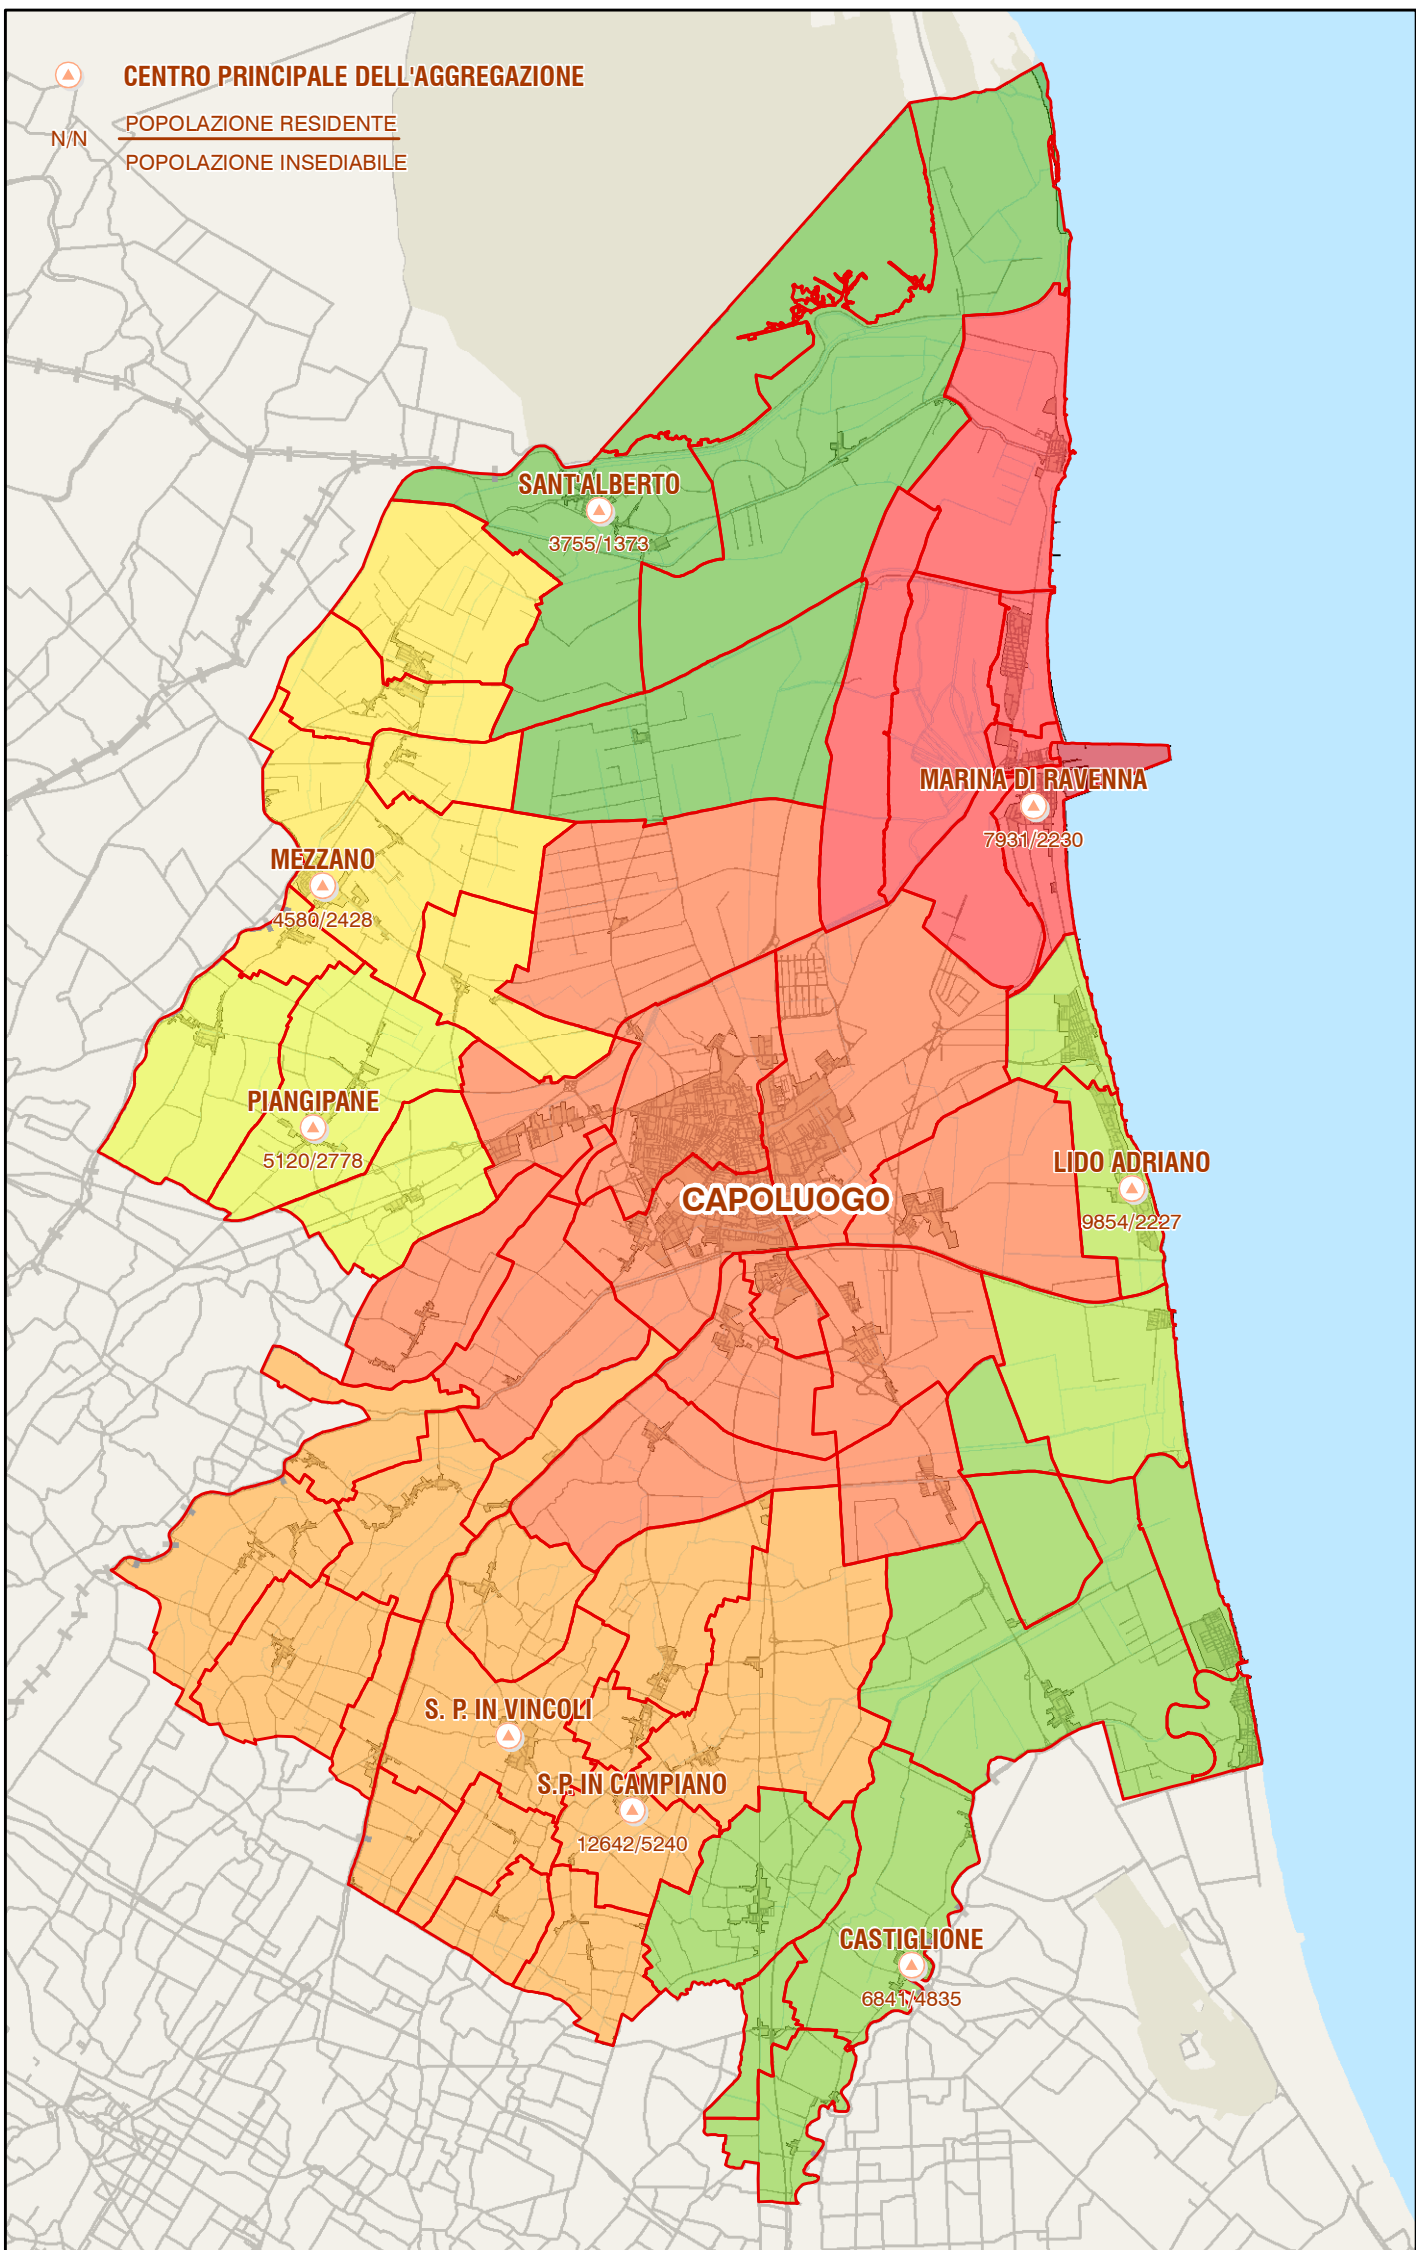 CENTRO PRINCIPALE DELL'AGGREGAZIONE
N/N
POPOLAZIONE RESIDENTE
POPOLAZIONE INSEDIABILE
SANT'ALBERTO
3755/1373
MARINA DI RAVENNA
7931/2230
MEZZANO
4580/2428
PIANGIPANE
5120/2778
LIDO ADRIANO
9854/2227
CAPOLUOGO
S. P. IN VINCOLI
S.P. IN CAMPIANO
12642/5240
CASTIGLIONE
6841/4835